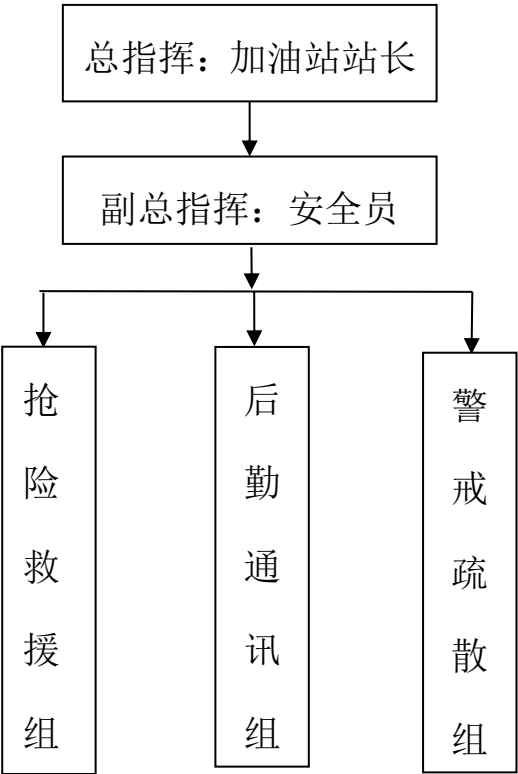 总指挥：加油站站长
副总指挥：安全员
抢险救援组
后勤通讯组
警戒疏散组